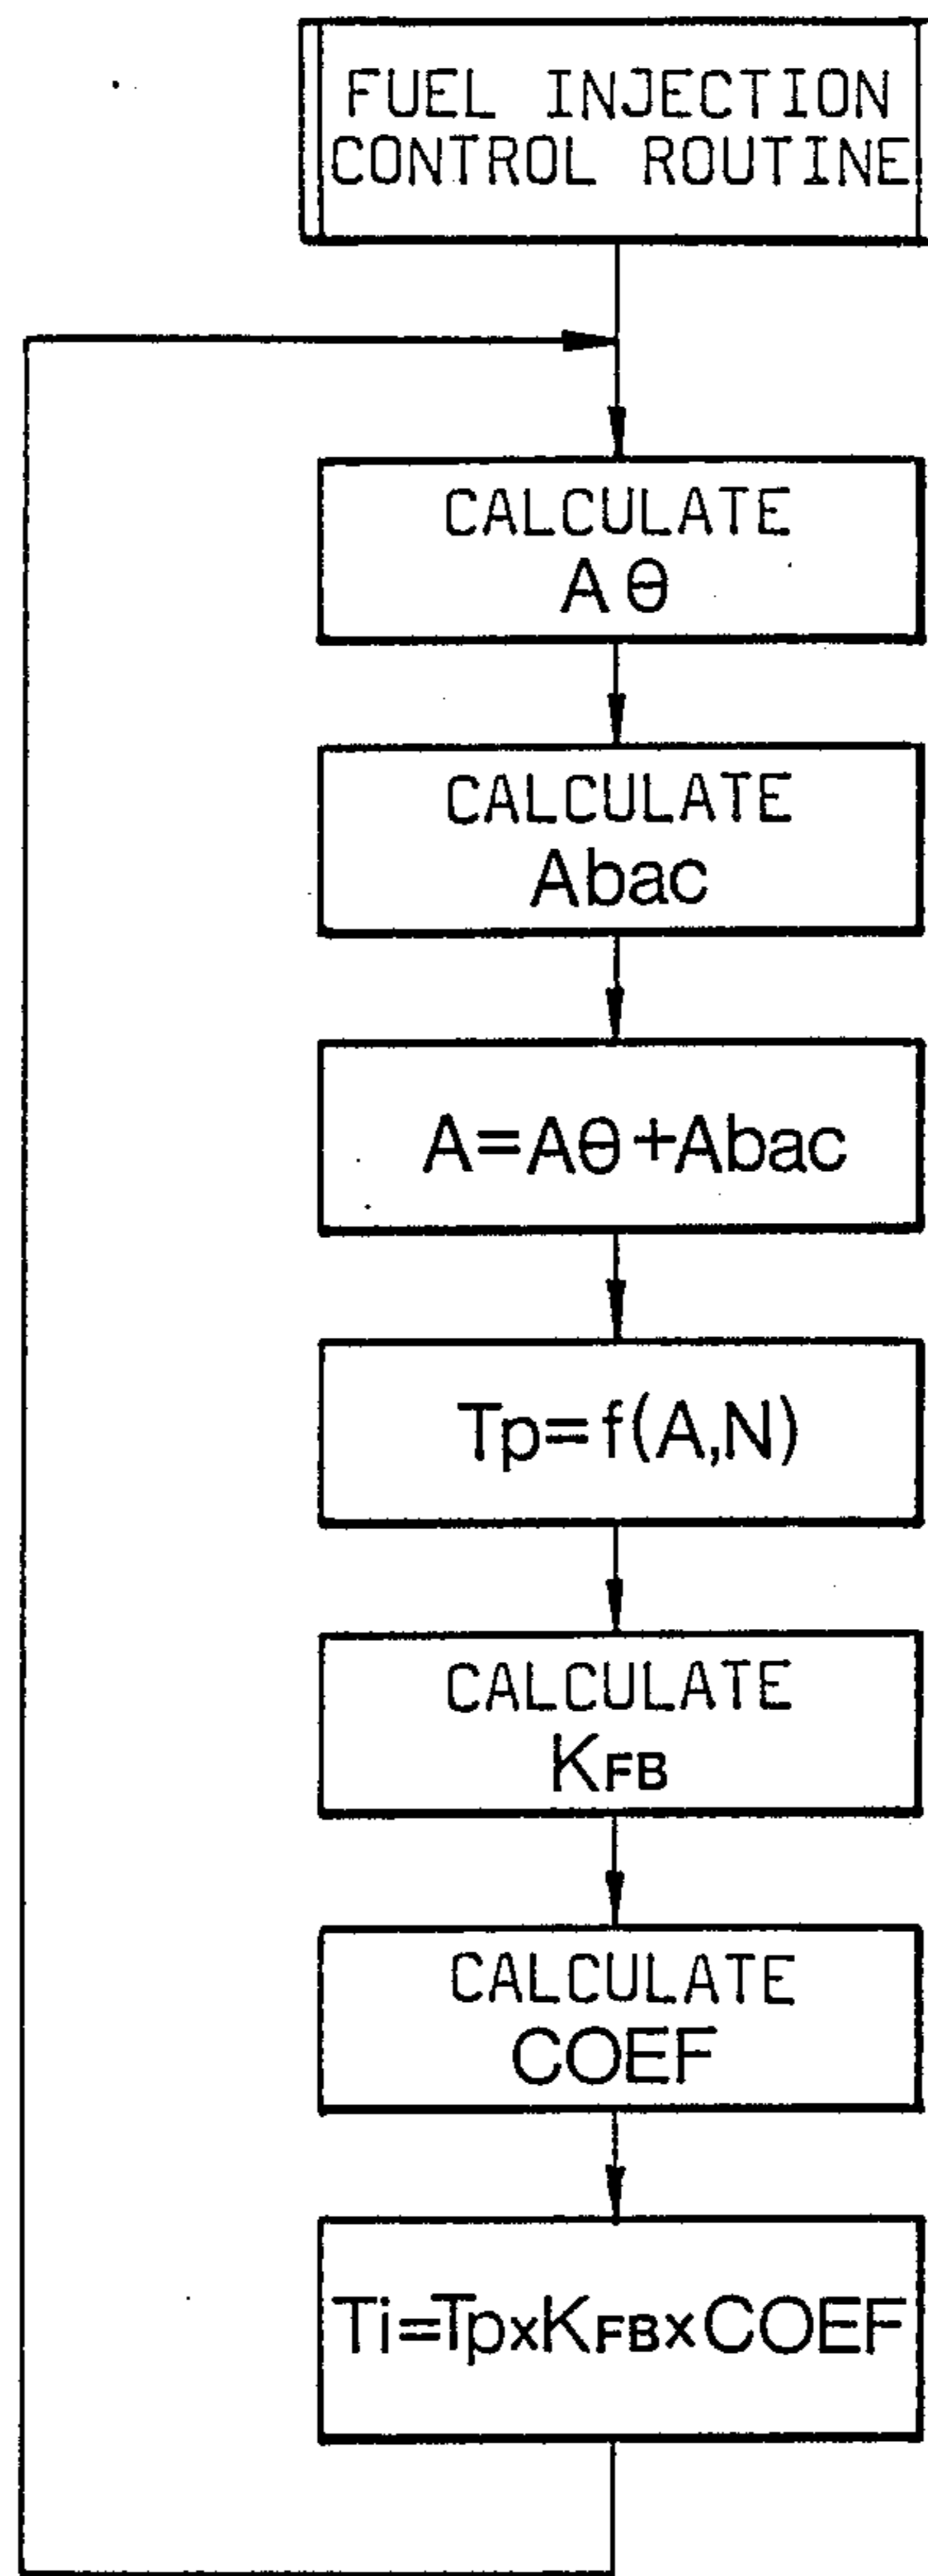 FUEL INJECTION
CONTROL ROUTINE
CALCULATE
Aθ
CALCULATE
Abac
A=Aθ+Abac
Tp=f(A,N)
CALCULATE
KFB
CALCULATE
COEF
Ti=TpxKFBxCOEF